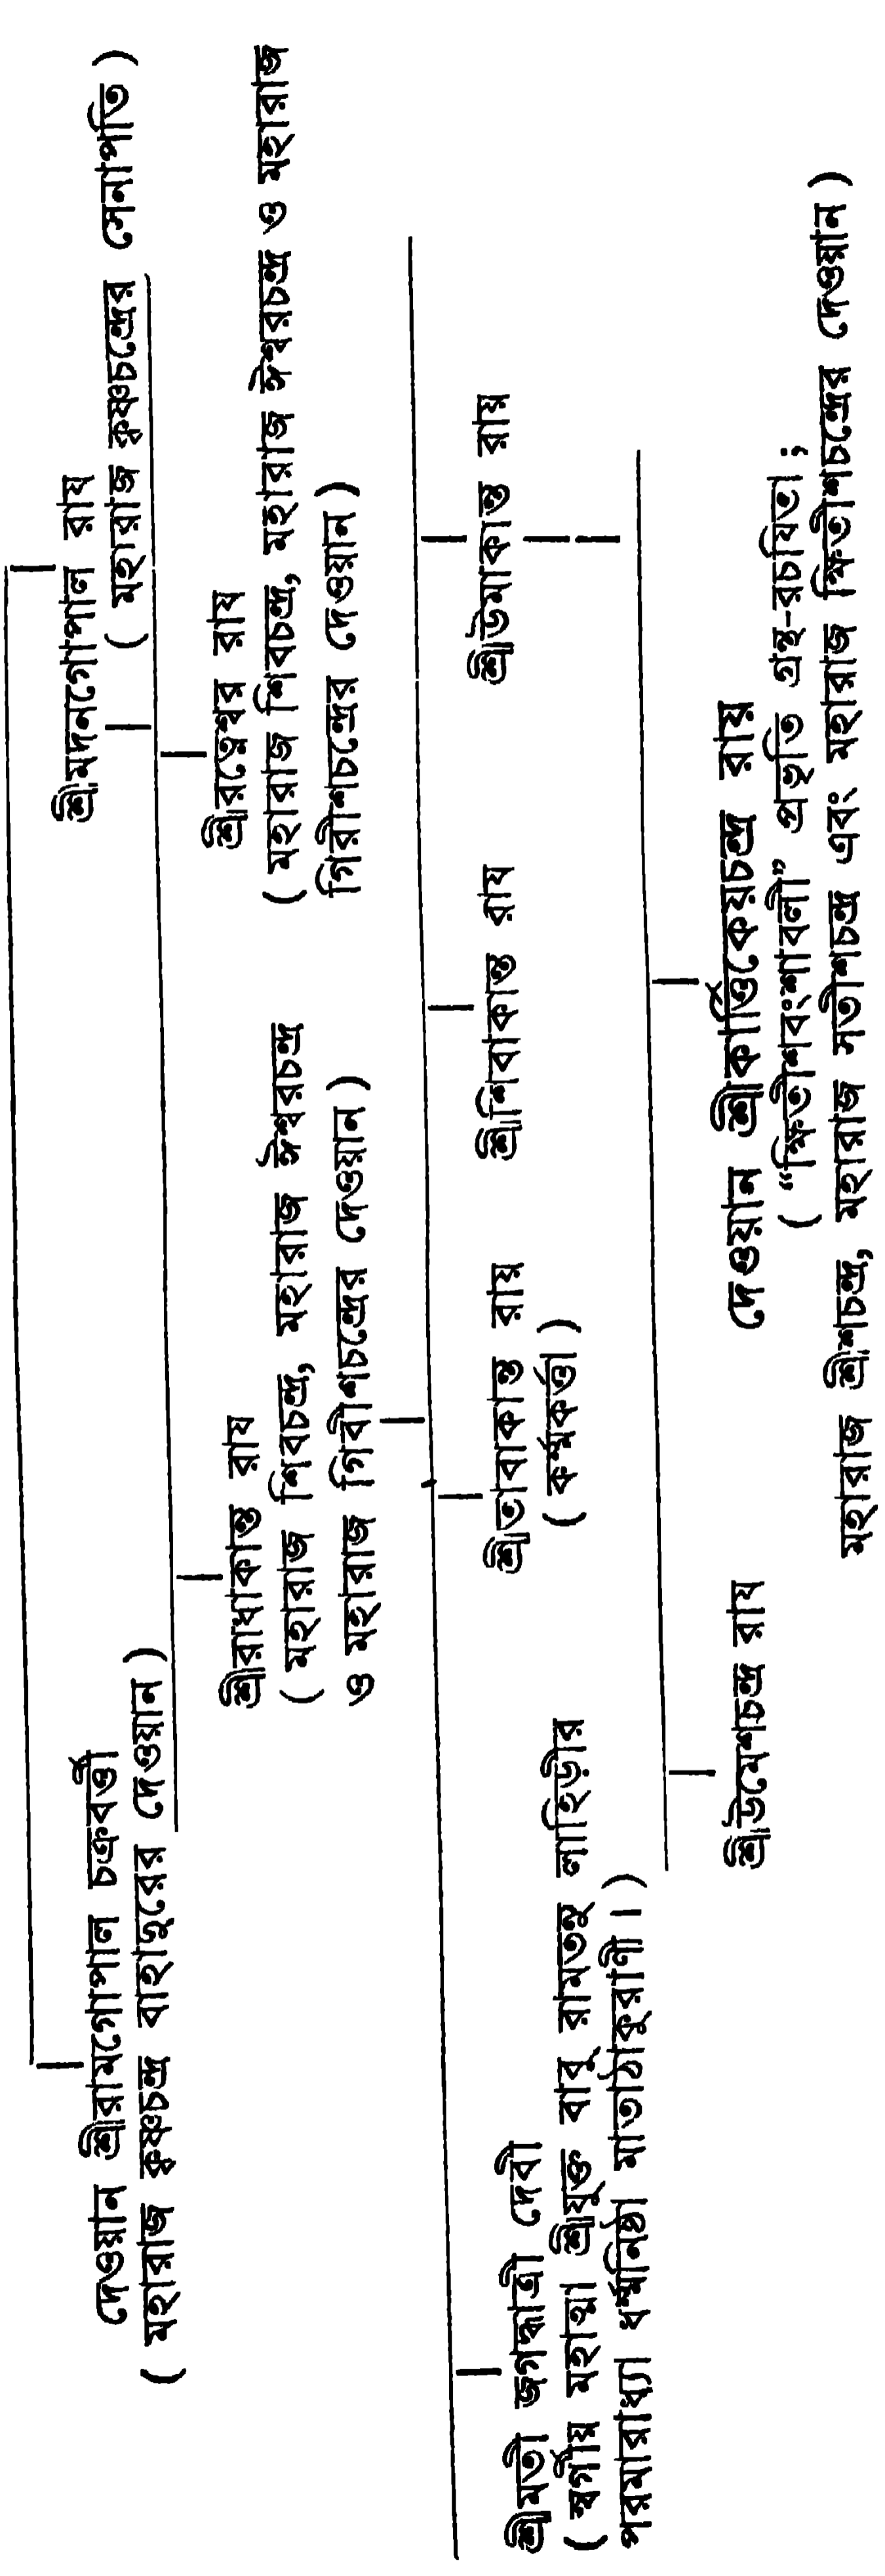 দেওয়ান শ্রীরামগোপাল চক্রবর্ত্তী
( মহারাজ কৃষ্ণচন্দ্র বাহাদুরের দেওয়ান )
শ্রীমদনগোপাল রায
( মহারাজ কৃষ্ণচন্দ্রের সেনাপতি )
শ্রীরাধাকান্ত রায
( মহারাজ শিবচন্দ্র, মহারাজ ঈশ্বরচন্দ্র
ও মহারাজ গিবীশচন্দ্রের দেওয়ান )
শ্রীরত্নেশ্বর রায
( মহারাজ শিবচন্দ্র, মহারাজ ঈশ্বরচন্দ্র ও মহারাজ
গিরীশচন্দ্রের দেওয়ান )
শ্রীমতী জগদ্ধাত্রী দেবী
( স্বর্গীয় মহাত্মা শ্রীযুক্ত বাবু রামতনু লাহিড়ীর
পরমারাধ্যা ধর্ম্মনিষ্ঠা মাতাঠাকুরাণী। )
শ্রীতাবাকান্ত রায়
( কর্ম্মকর্ত্তা )
শ্রীশিবাকান্ত রায
শ্রীউমাকান্ত রায়
শ্রীউমেশচন্দ্র রায
দেওয়ান শ্রীকার্ত্তিকেয়চন্দ্র রায়
( “ক্ষিতীশবংশাবলী” প্রভৃতি গ্রন্থ-রচযিতা ;
মহারাজ শ্রীশচন্দ্র, মহারাজ সতীশচন্দ্র এবং মহারাজ ক্ষিতীশচন্দ্রের দেওয়ান )